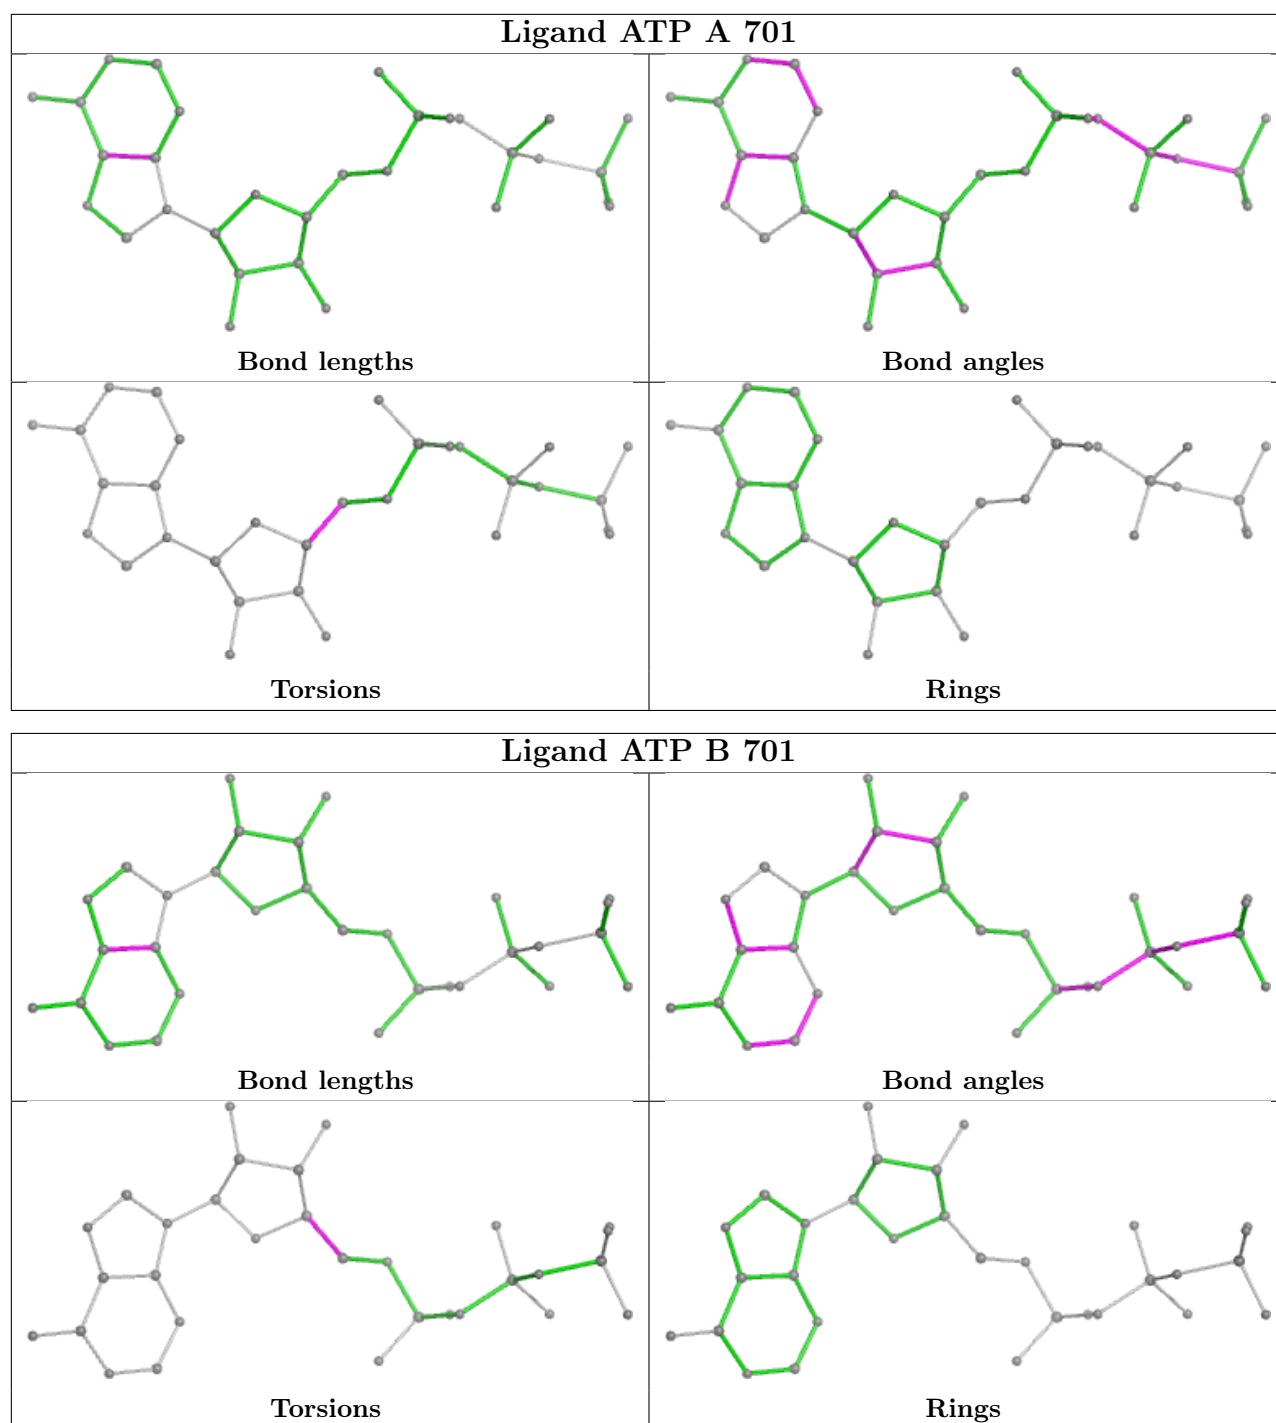 Ligand ATP A 701
Bond lengths
Bond angles
Torsions
Rings
Ligand ATP B 701
Bond lengths
Bond angles
Torsions
Rings